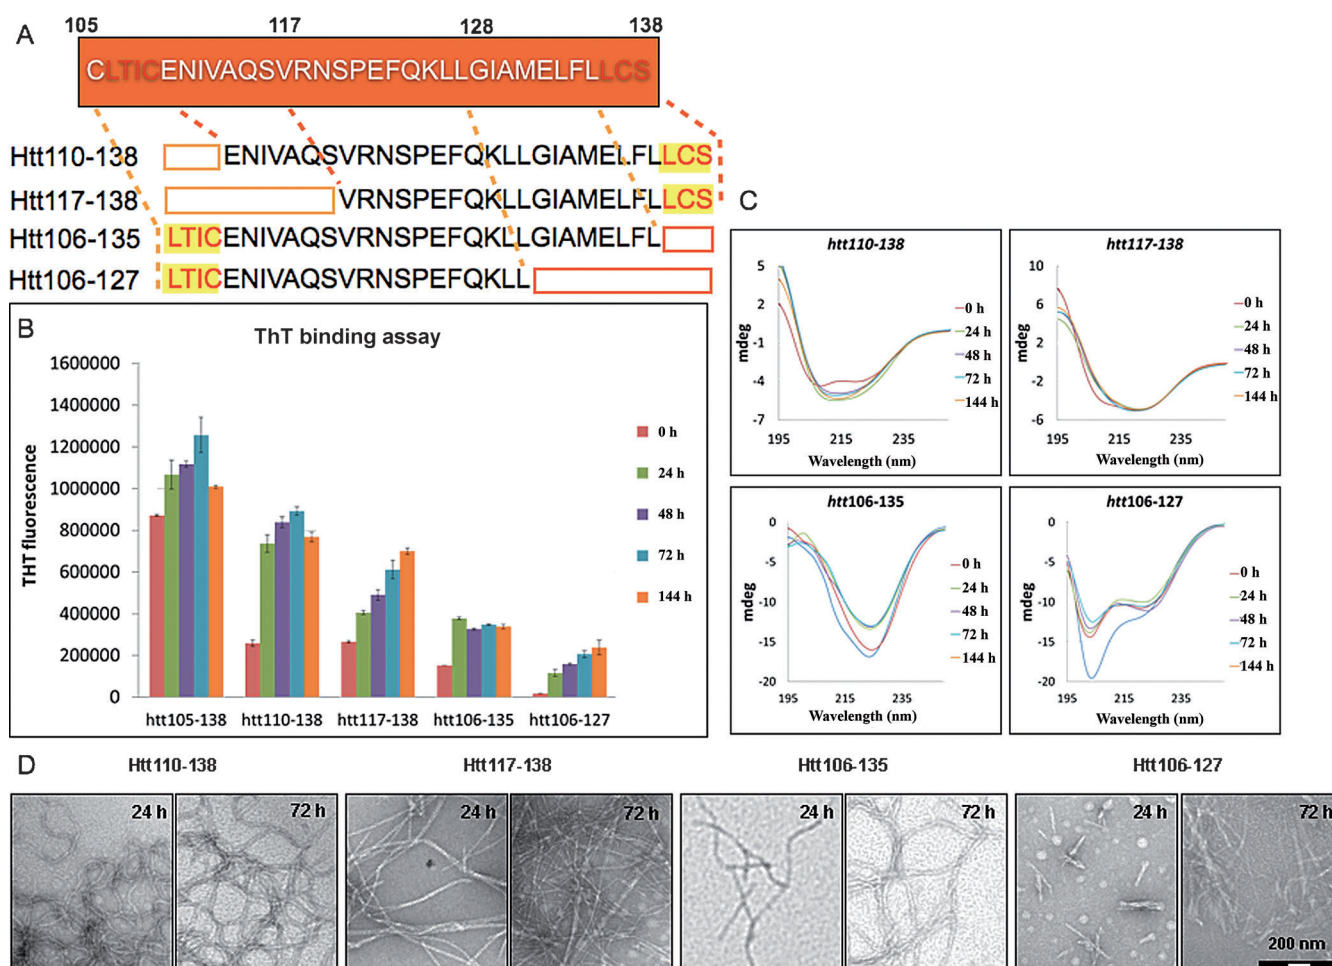 A
105 117 128 138
CLTICENIVAQSVRNSPEFQKLLGIAMELFLLCS
Htt110-138 ENIVAQSVRNSPEFQKLLGIAMELFLLCS
Htt117-138 VRNSPEFQKLLGIAMELFLLCS
Htt106-135 LTICENIVAQSVRNSPEFQKLLGIAMELFL
Htt106-127 LTICENIVAQSVRNSPEFQKLL
B
ThT binding assay
THT fluorescence
1600000
1400000
1200000
1000000
800000
600000
400000
200000
0
htt105-138 htt110-138 htt117-138 htt106-135 htt106-127
0 h
24 h
48 h
72 h
144 h
C
htt110-138
mdeg
5
2
-1
-4
-7
195 215 235
Wavelength (nm)
0 h
24 h
48 h
72 h
144 h
htt117-138
mdeg
10
6
2
-2
-6
195 215 235
Wavelength (nm)
0 h
24 h
48 h
72 h
144 h
htt106-135
mdeg
0
-5
-10
-15
-20
195 215 235
Wavelength (nm)
0 h
24 h
48 h
72 h
144 h
htt106-127
mdeg
0
-5
-10
-15
-20
195 215 235
Wavelength (nm)
0 h
24 h
48 h
72 h
144 h
D
Htt110-138 Htt117-138 Htt106-135 Htt106-127
24 h 72 h 24 h 72 h 24 h 72 h 24 h 72 h
200 nm